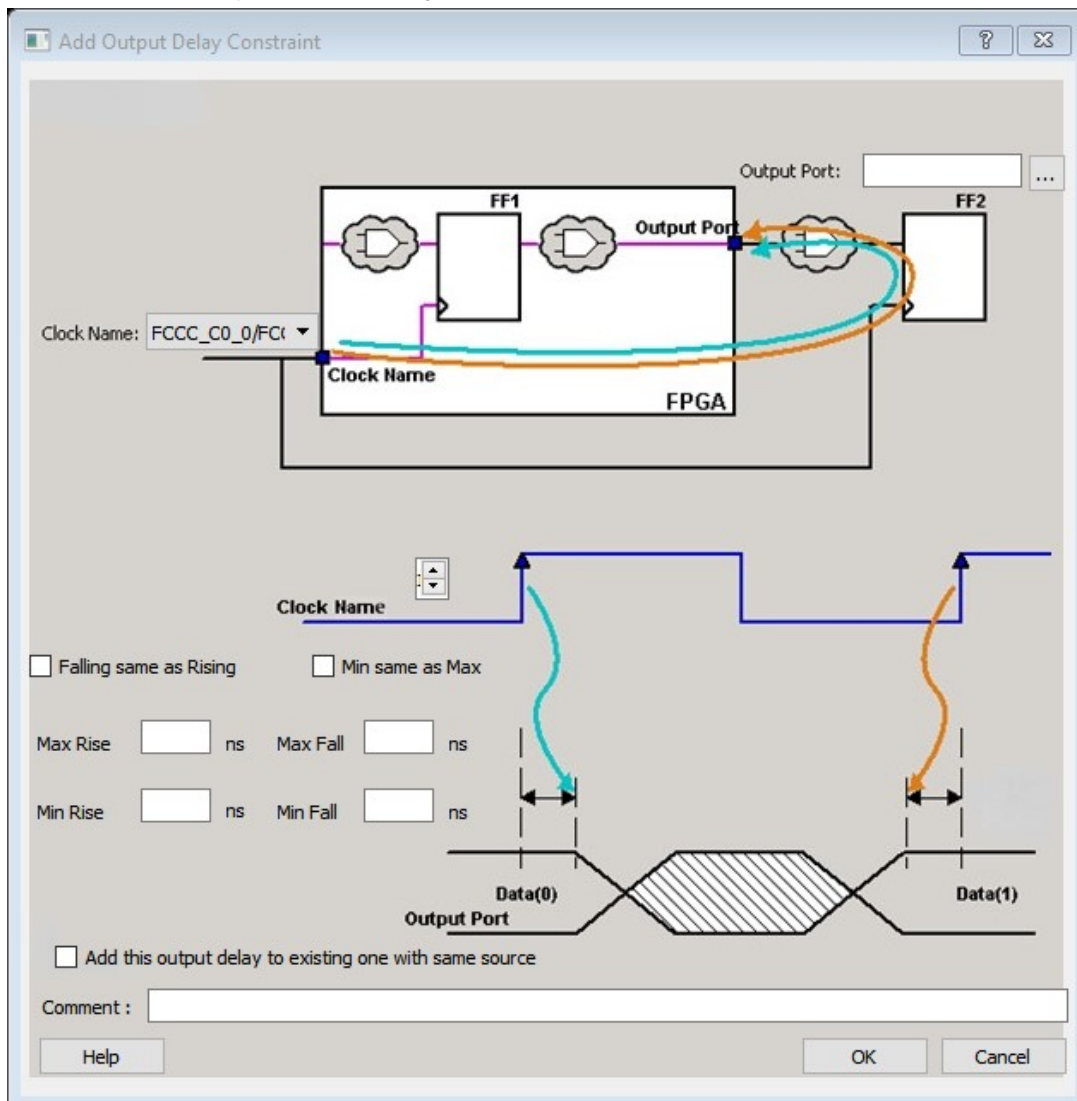 Add Output Delay Constraint
Output Port:
...
FF1
FF2
Output Port
Clock Name: FCCC_C0_0/FC(
Clock Name
FPGA
Clock Name
Falling same as Rising
Min same as Max
Max Rise ns Max Fall ns
Min Rise ns Min Fall ns
Data(0)
Data(1)
Output Port
Add this output delay to existing one with same source
Comment :
Help
OK
Cancel